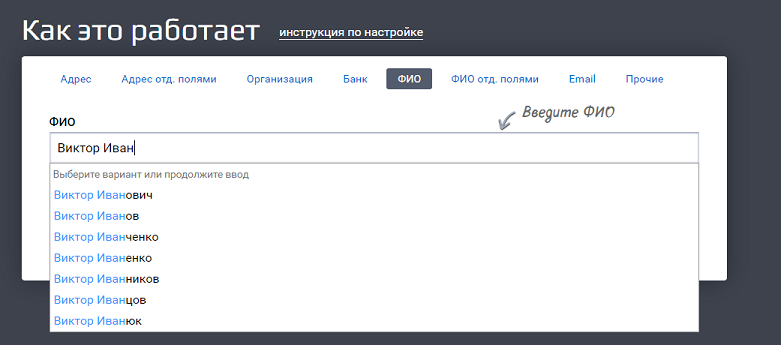 Как это работает инструкция по настройке
Адрес Адрес отд. полями Организация Банк ФИО ФИО отд. полями Email Прочие
Введите ФИО
ФИО
Виктор Иван
Выберите вариант или продолжите ввод
Виктор Иванович
Виктор Иванов
Виктор Иванченко
Виктор Иваненко
Виктор Иванников
Виктор Иванцов
Виктор Иванюк